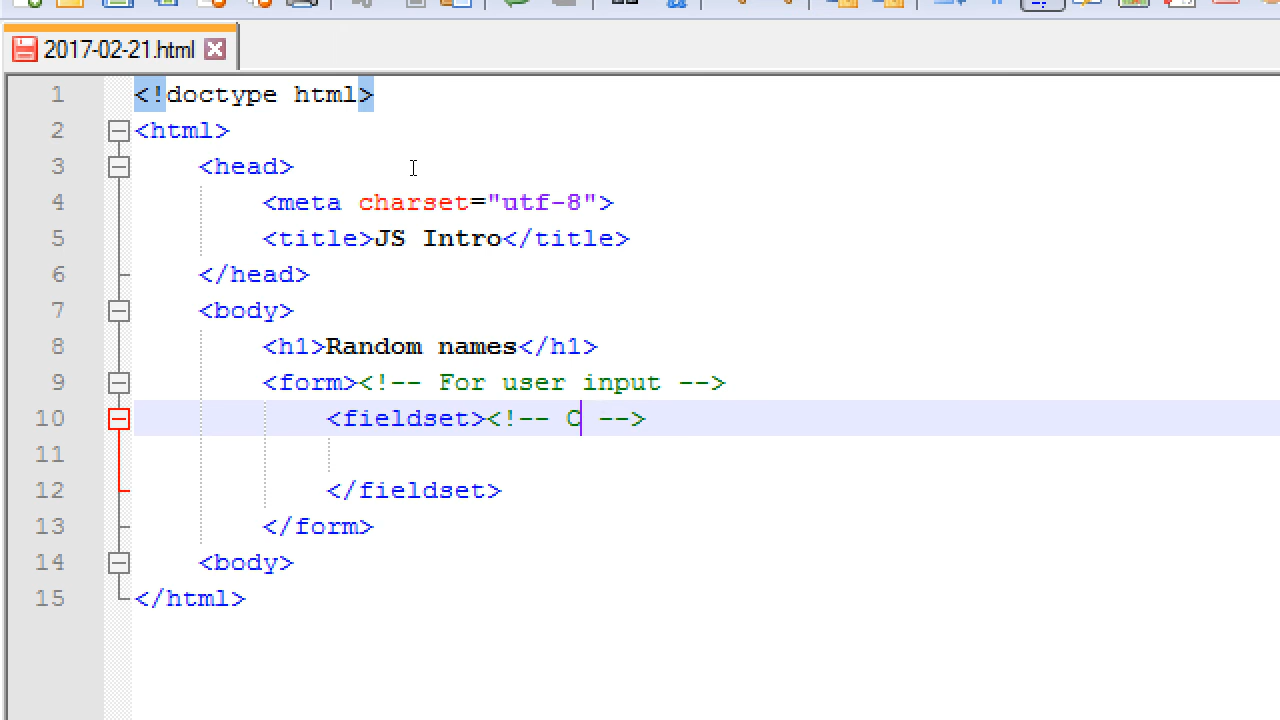 2017-02-21.html
1 <!doctype html>
2 <html>
3 <head>
4 <meta charset="utf-8">
5 <title>JS Intro</title>
6 </head>
7 <body>
8 <h1>Random names</h1>
9 <form><!-- For user input -->
10 <fieldset><!-- C -->
11
12 </fieldset>
13 </form>
14 <body>
15 </html>